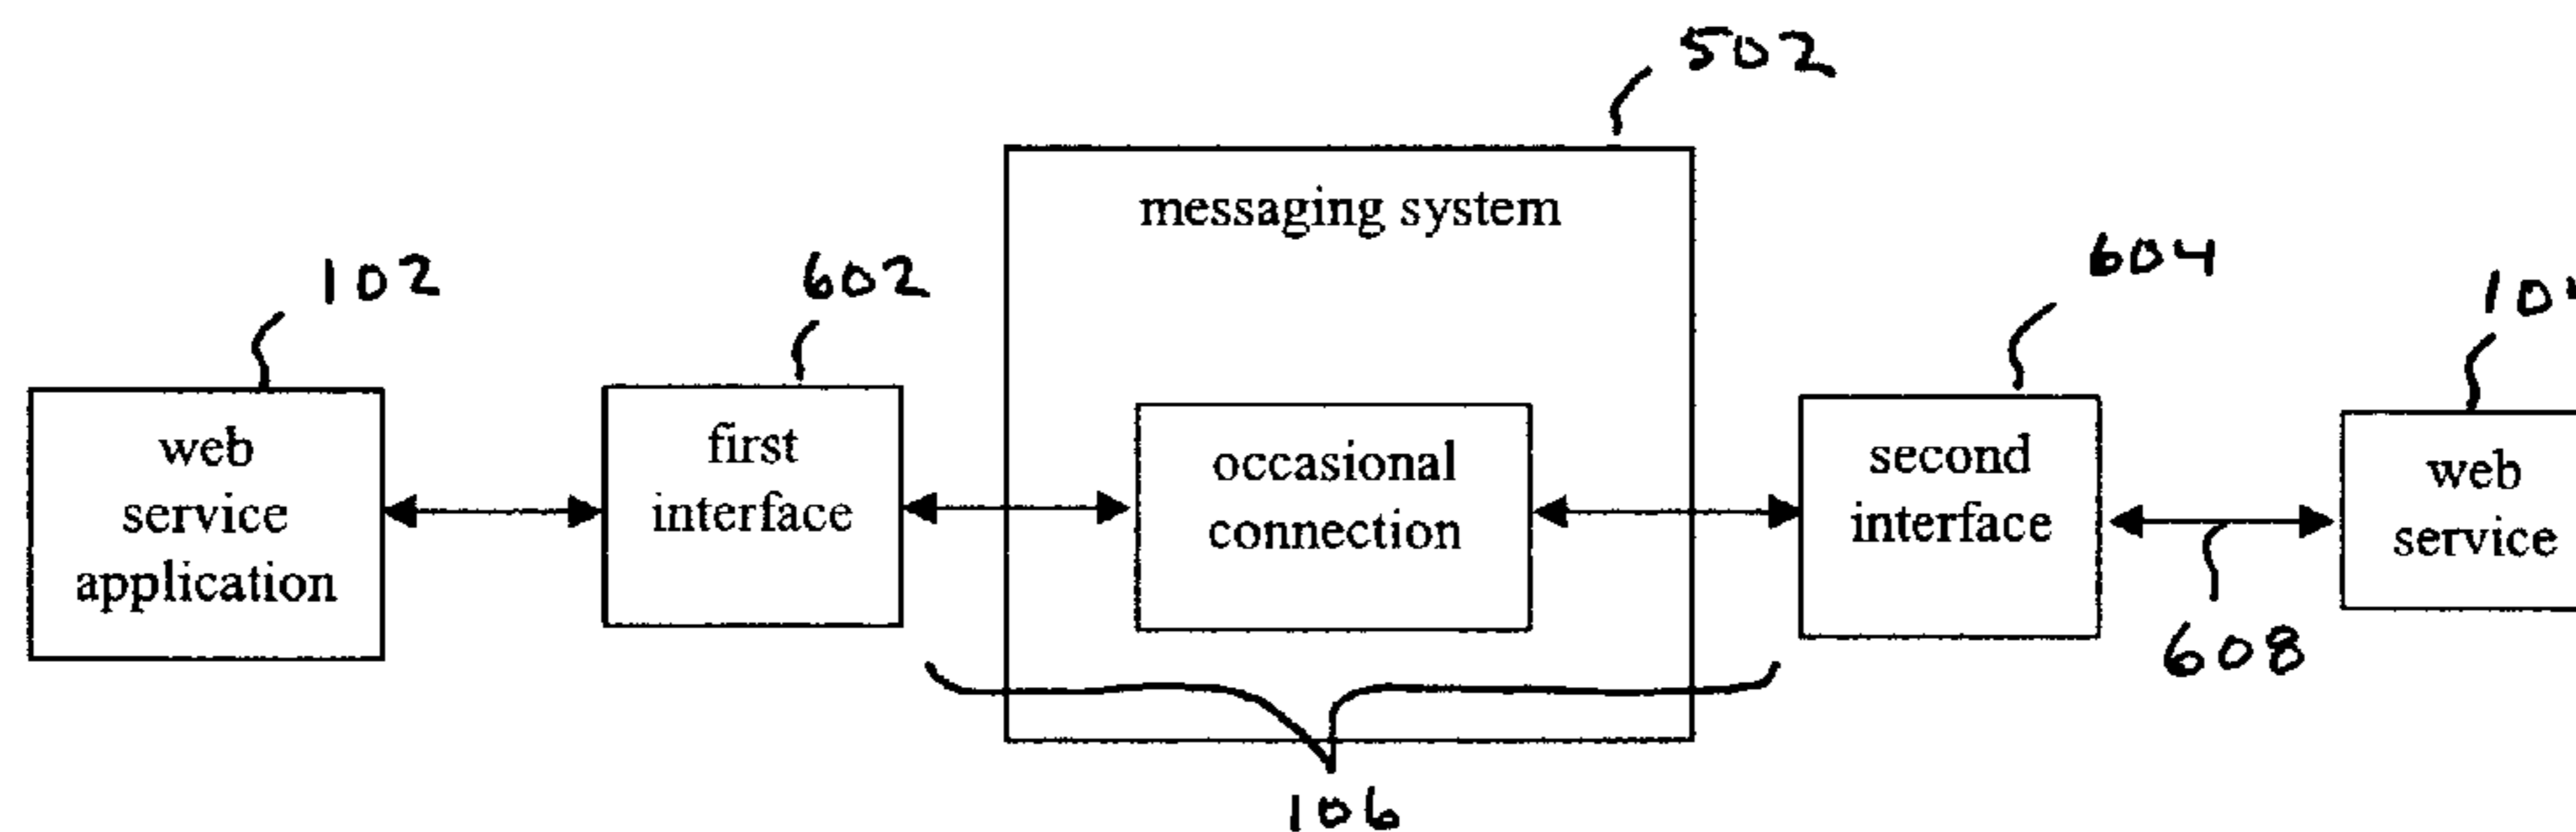 502
messaging system
102
602
604
web
service
application
first
interface
occasional
connection
second
interface
web
service
608
106